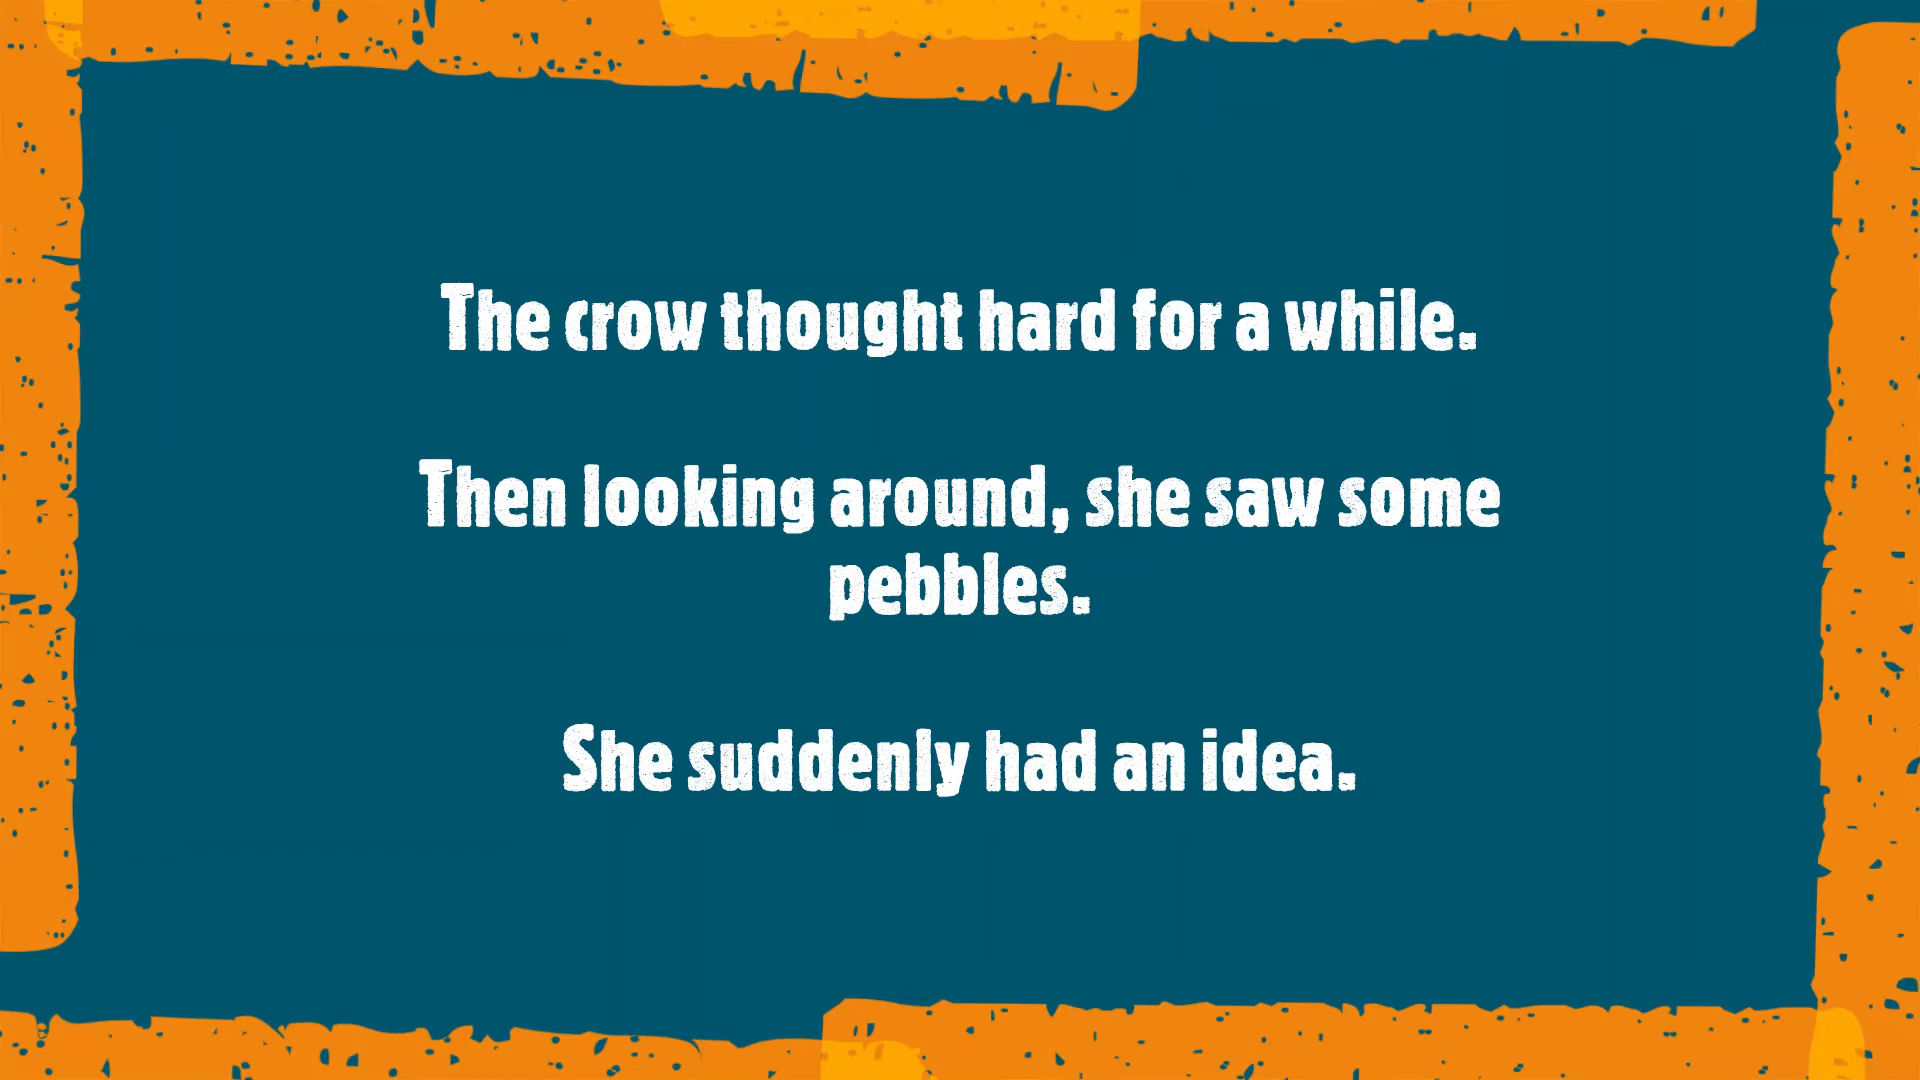 The crow thought hard for a while.
Then looking around, she saw some
pebbles.
She suddenly had an idea.